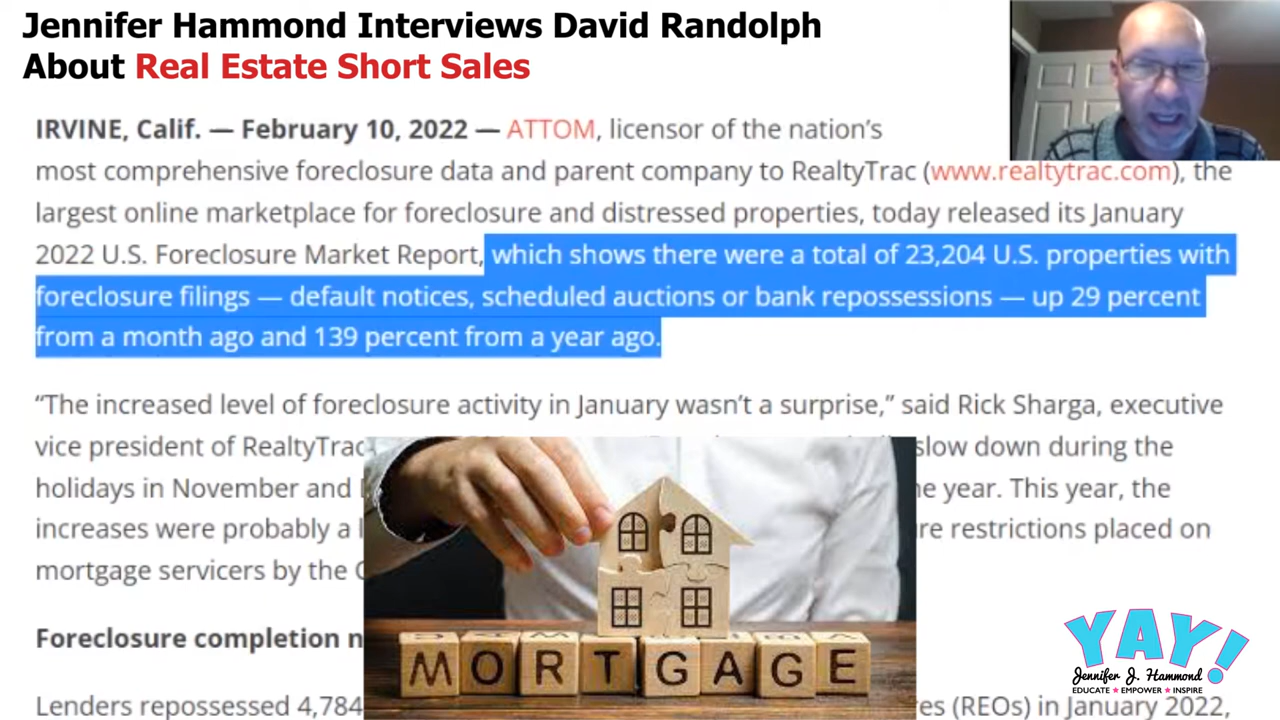 Jennifer Hammond Interviews David Randolph
About Real Estate Short Sales
IRVINE, Calif. — February 10, 2022 — ATTOM, licensor of the nation’s
most comprehensive foreclosure data and parent company to RealtyTrac (www.realtytrac.com), the
largest online marketplace for foreclosure and distressed properties, today released its January
2022 U.S. Foreclosure Market Report, which shows there were a total of 23,204 U.S. properties with
foreclosure filings — default notices, scheduled auctions or bank repossessions — up 29 percent
from a month ago and 139 percent from a year ago.
“The increased level of foreclosure activity in January wasn’t a surprise,” said Rick Sharga, executive
vice president of RealtyTrac slow down during the
holidays in November and the year. This year, the
increases were probably a restrictions placed on
mortgage servicers by the
Foreclosure completion
Lenders repossessed 4,784 (REOs) in January 2022,
MORTGAGE
YAY!
Jennifer J. Hammond
EDUCATE ★ EMPOWER ★ INSPIRE